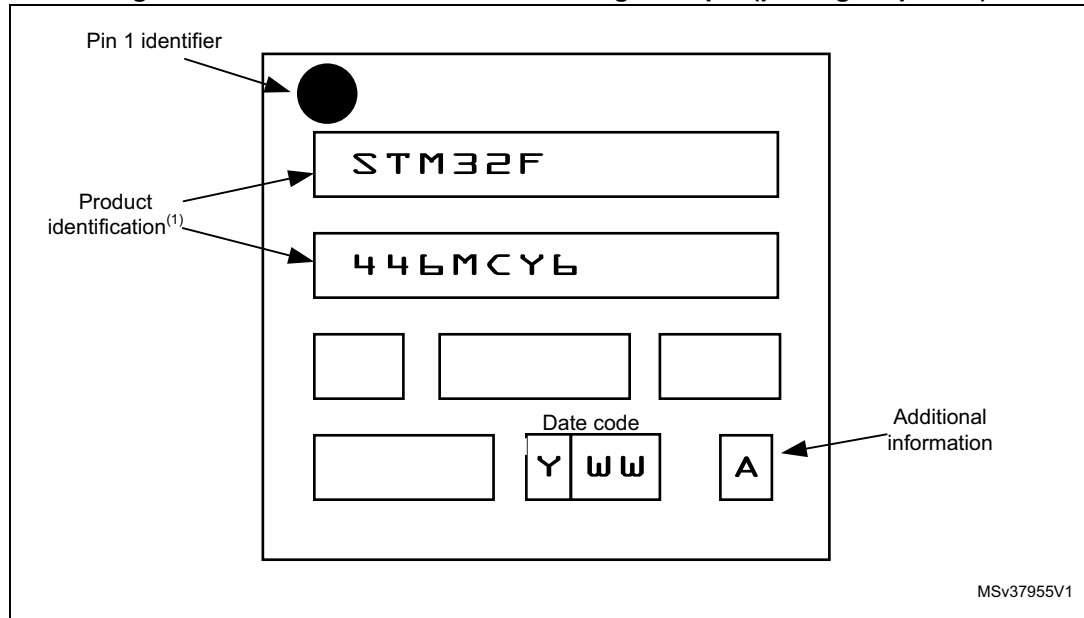 Pin 1 identifier
STM32F
Product
identification(1)
446MCY6
Date code
Additional
information
Y WW
A
MSv37955V1